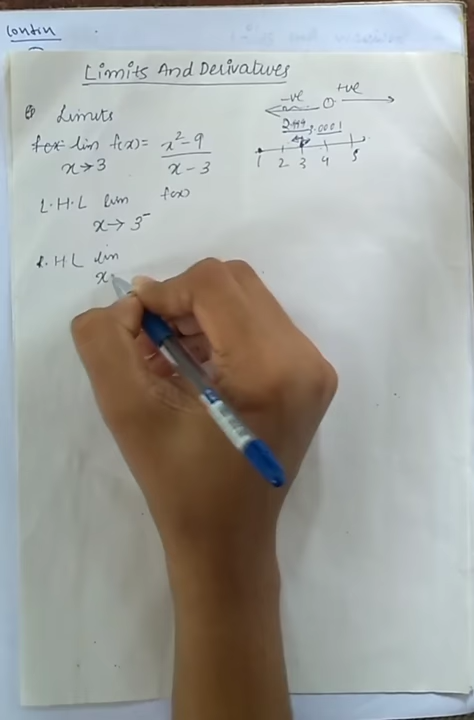 Contin
Limits And Derivatives
-ve 0 +ve
Limits
2.999 3.0001
lim f(x) = x²-9
x→3 x-3
1 2 3 4 5
L.H.L lim f(x)
x→3⁻
R.H.L lim
x